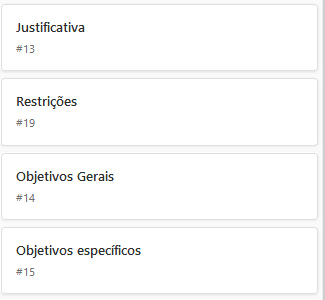 Justificativa
#13
Restrições
#19
Objetivos Gerais
#14
Objetivos específicos
#15